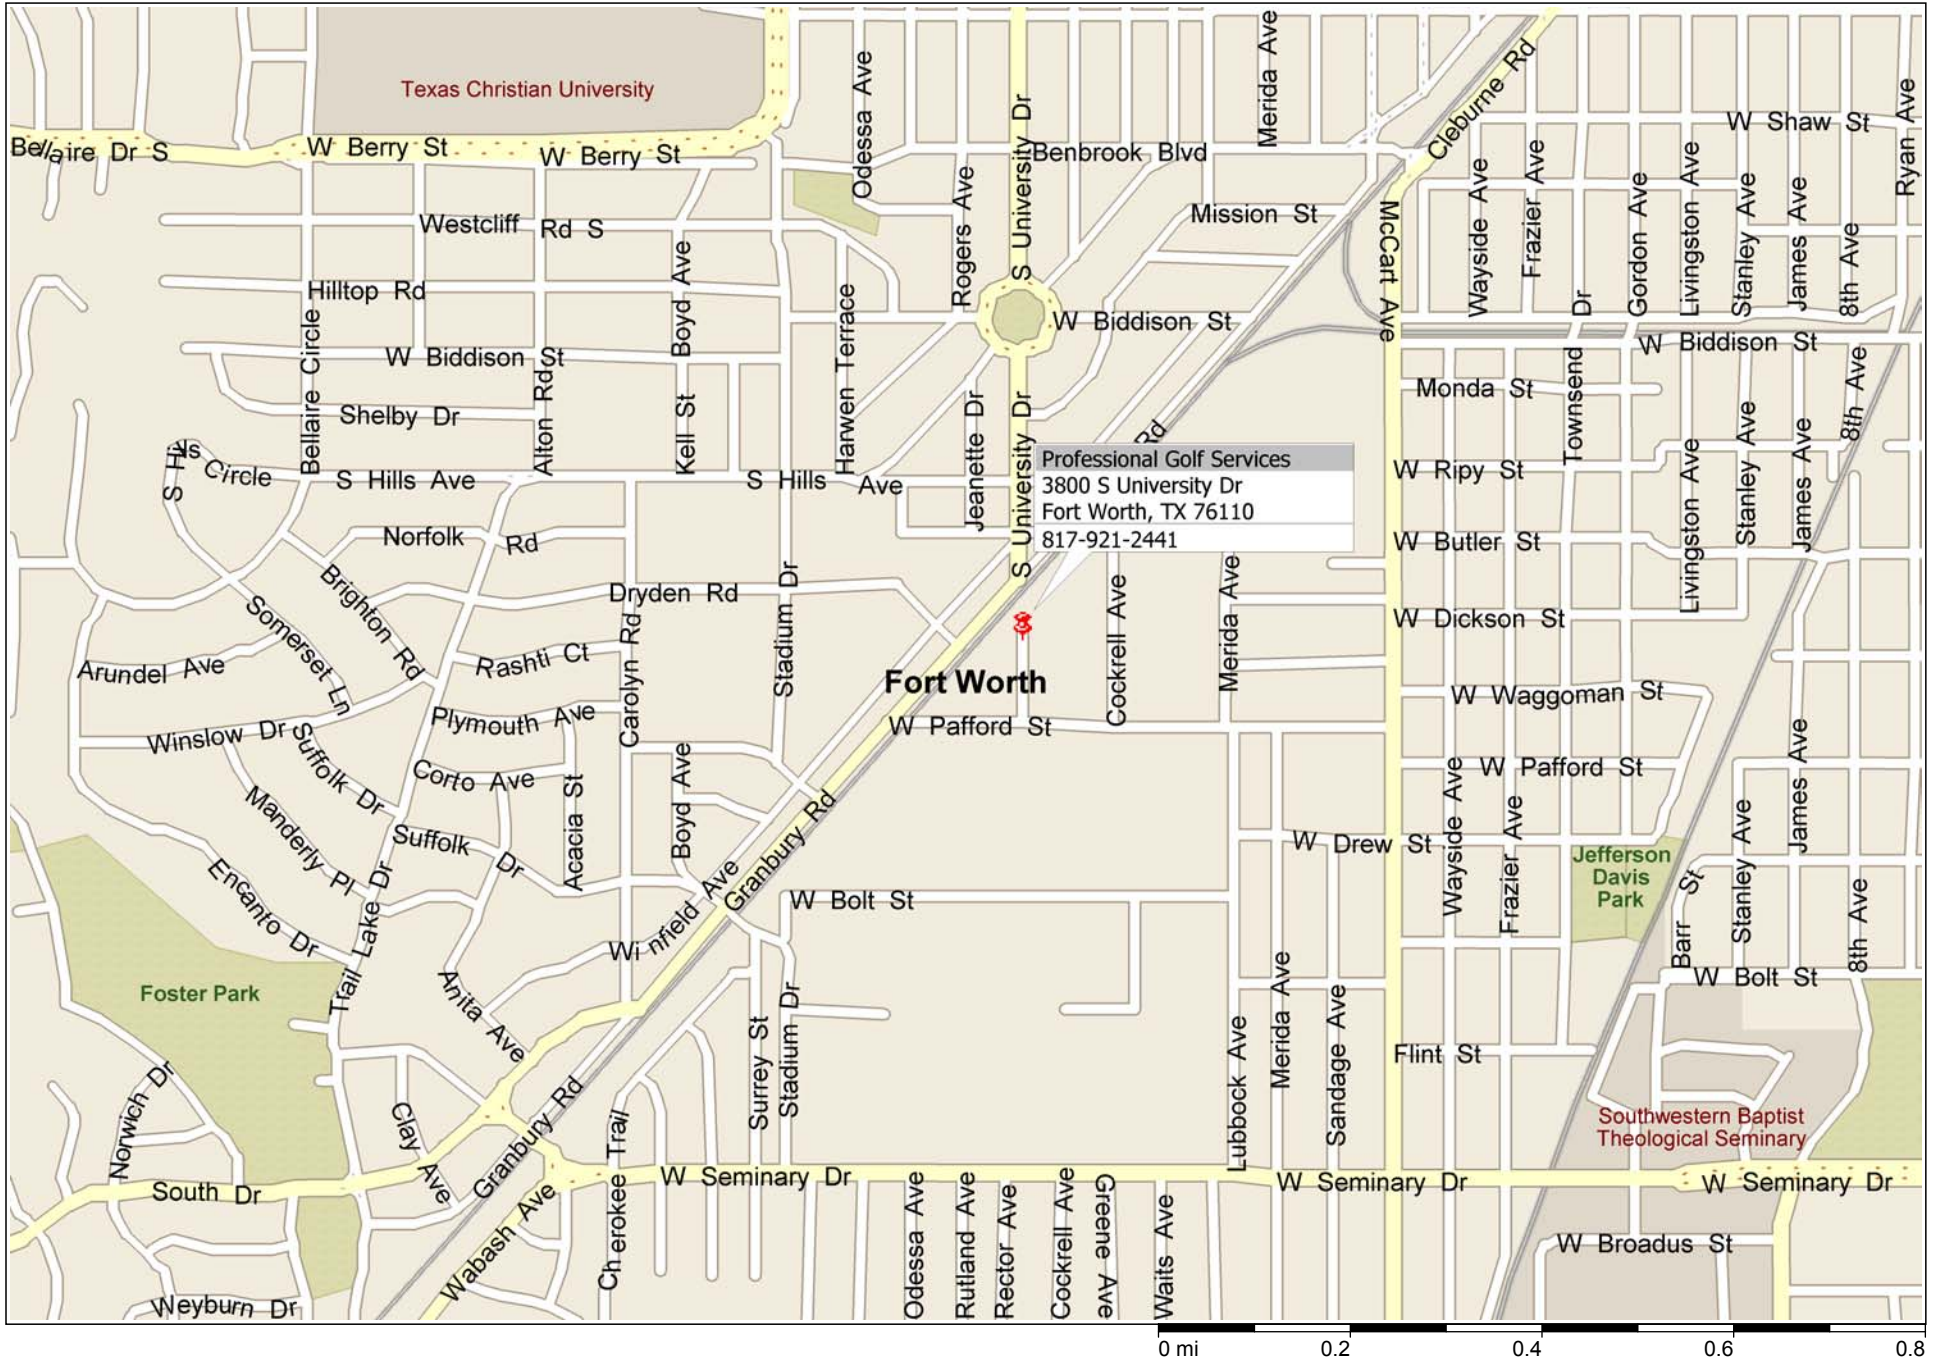 Texas Christian University
Odessa Ave
S University Dr
Merida Ave
Cleburne Rd
Ryan Ave
W Shaw St
Bellaire Dr S
W Berry St
W Berry St
Benbrook Blvd
Rogers Ave
Wayside Ave
Frazier Ave
Gordon Ave
Livingston Ave
Stanley Ave
James Ave
8th Ave
Westcliff Rd S
Mission St
McCart Ave
Boyd Ave
Hilltop Rd
Harwen Terrace
Bellaire Circle
W Biddison St
Townsend Dr
W Biddison St
W Biddison St
Alton Rd
Shelby Dr
Kell St
Jeanette Dr
S University Dr
S University Dr
Rd
Monda St
8th Ave
S Hills Circle
S Hills Ave
S Hills Ave
Professional Golf Services
3800 S University Dr
Fort Worth, TX 76110
817-921-2441
W Ripy St
Livingston Ave
Stanley Ave
James Ave
Norfolk Rd
W Butler St
Brighton Rd
Dryden Rd
Stadium Dr
Cockrell Ave
Merida Ave
W Dickson St
Somerset Ln
Arundel Ave
Rashti Ct
Carolyn Rd
Fort Worth
W Waggoman St
Plymouth Ave
W Pafford St
Winslow Dr
Suffolk Dr
Corto Ave
Acacia St
Boyd Ave
W Pafford St
Wayside Ave
Frazier Ave
James Ave
Manderly Pl
Suffolk Dr
Granbury Rd
W Drew St
Jefferson
Davis
Park
Stanley Ave
Barr St
8th Ave
Encanto Dr
Trail Lake Dr
Winfield Ave
W Bolt St
W Bolt St
Foster Park
Anita Ave
Surrey St
Stadium Dr
Lubbock Ave
Merida Ave
Sandage Ave
Flint St
Norwich Dr
Clay Ave
Granbury Rd
Cherokee Trail
Southwestern Baptist
Theological Seminary
South Dr
W Seminary Dr
W Seminary Dr
W Seminary Dr
Wabash Ave
Odessa Ave
Rutland Ave
Rector Ave
Cockrell Ave
Greene Ave
Waits Ave
W Broadus St
Weyburn Dr
0 mi 0.2 0.4 0.6 0.8